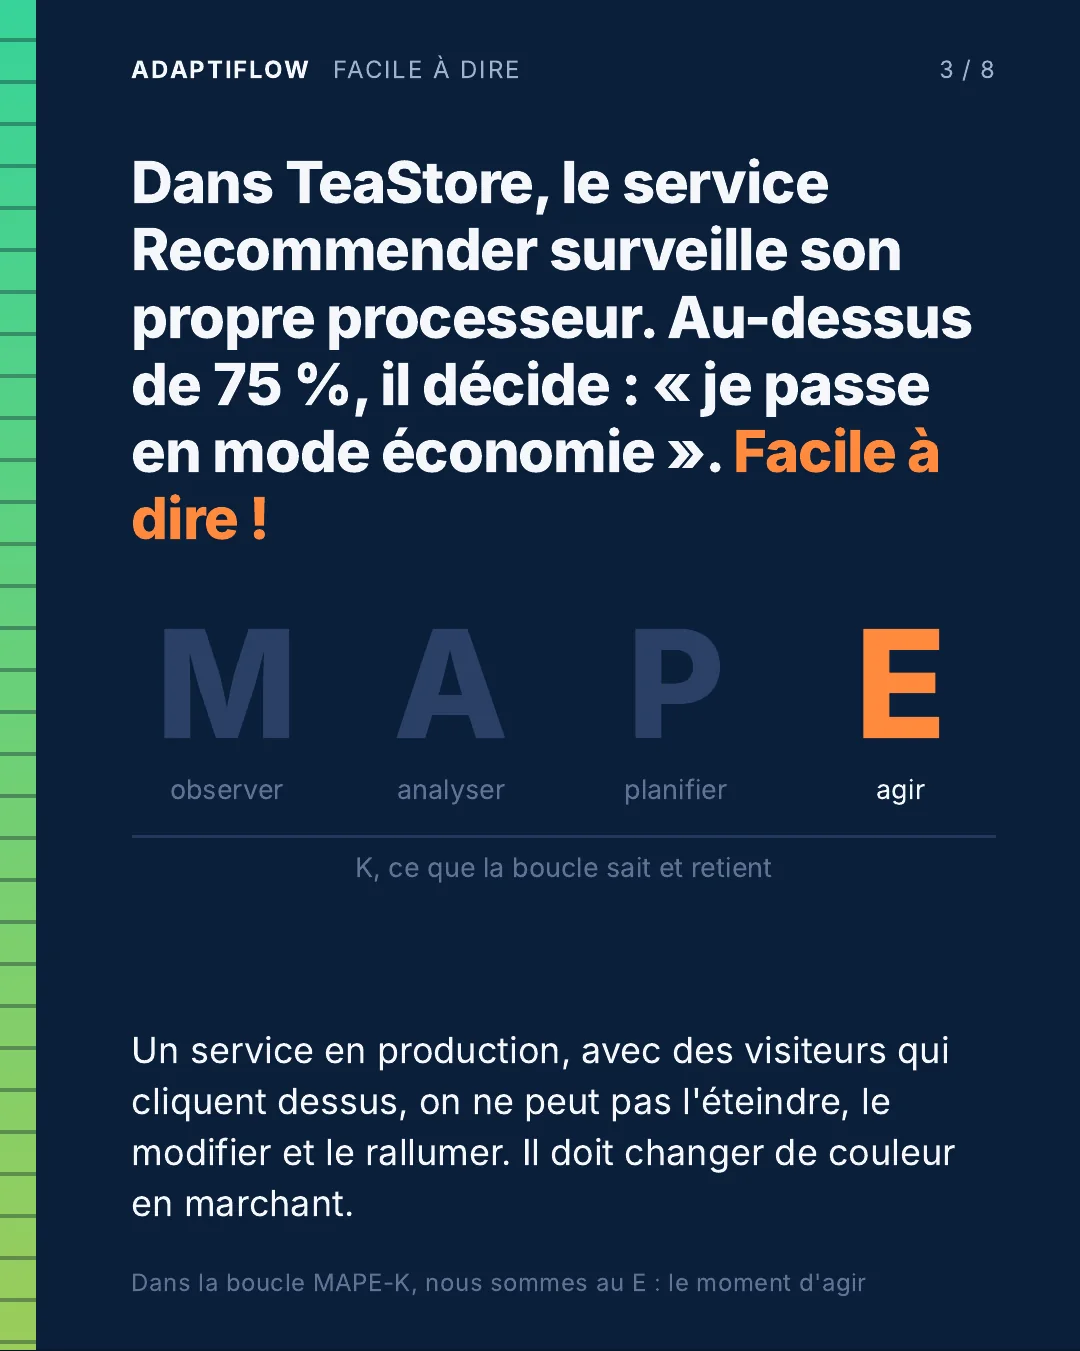 ADAPTIFLOW FACILE À DIRE 3 / 8
Dans TeaStore, le service
Recommender surveille son
propre processeur. Au-dessus
de 75 %, il décide : « je passe
en mode économie ». Facile à
dire !
M A P E
observer analyser planifier agir
K, ce que la boucle sait et retient
Un service en production, avec des visiteurs qui
cliquent dessus, on ne peut pas l'éteindre, le
modifier et le rallumer. Il doit changer de couleur
en marchant.
Dans la boucle MAPE-K, nous sommes au E : le moment d'agir